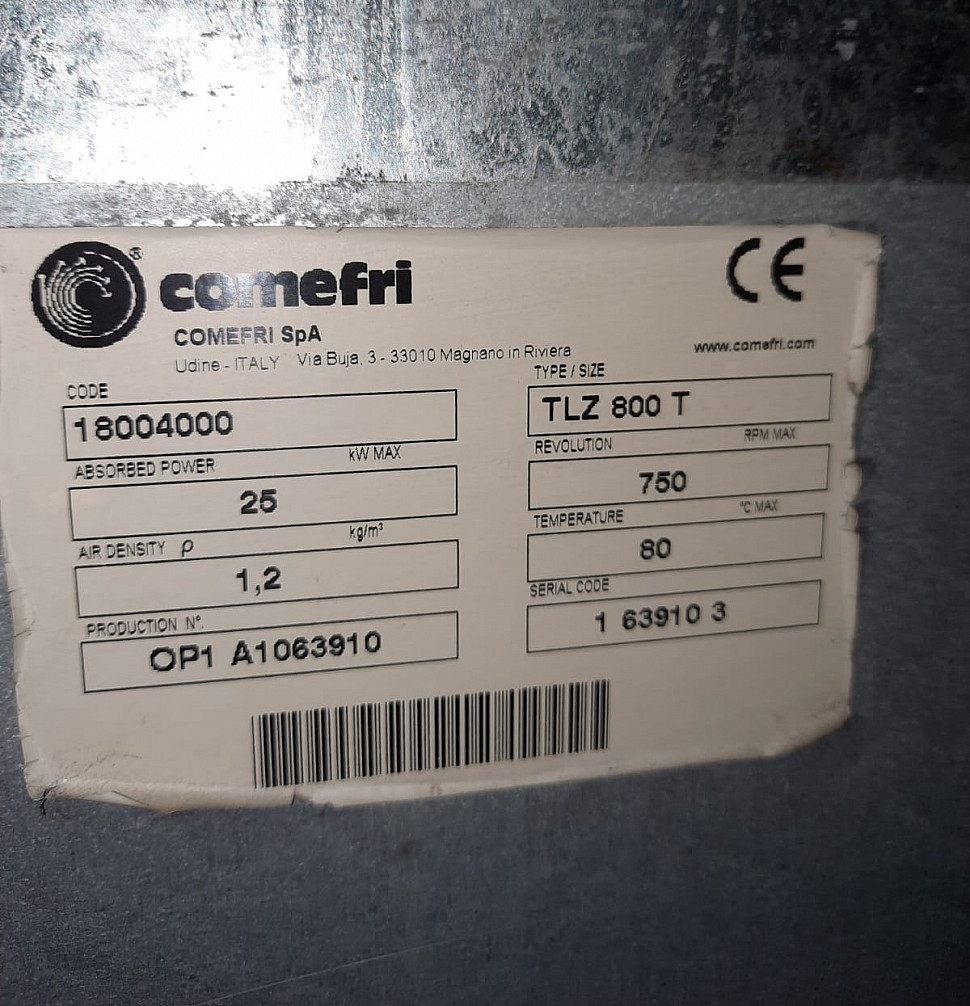 ® comefri CE
COMEFRI SpA
Udine - ITALY Via Buja, 3 - 33010 Magnano in Riviera www.comefri.com
CODE
18004000
TYPE / SIZE
TLZ 800 T
ABSORBED POWER kW MAX
25
REVOLUTION RPM MAX
750
AIR DENSITY ρ kg/m³
1,2
TEMPERATURE °C MAX
80
PRODUCTION N°.
OP1 A1063910
SERIAL CODE
1 63910 3